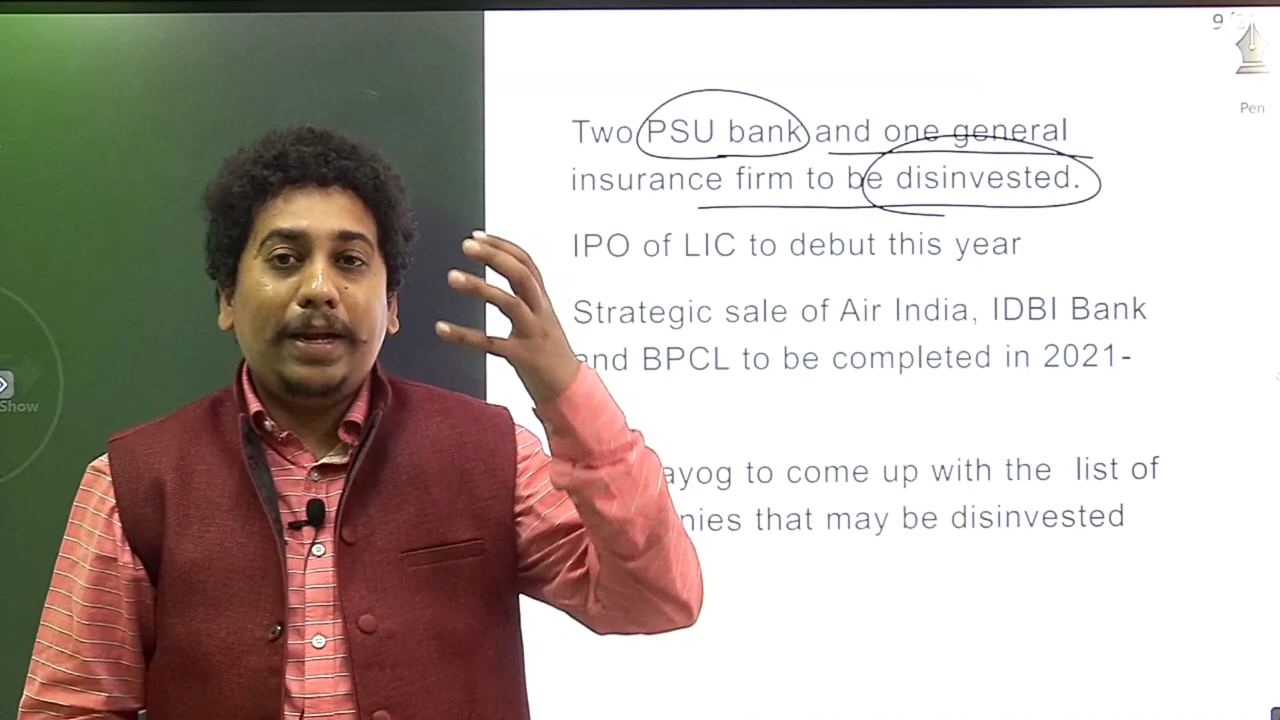 9
Pen
Two PSU bank and one general
insurance firm to be disinvested.
IPO of LIC to debut this year
Strategic sale of Air India, IDBI Bank
and BPCL to be completed in 2021-
ayog to come up with the list of
nies that may be disinvested
Show